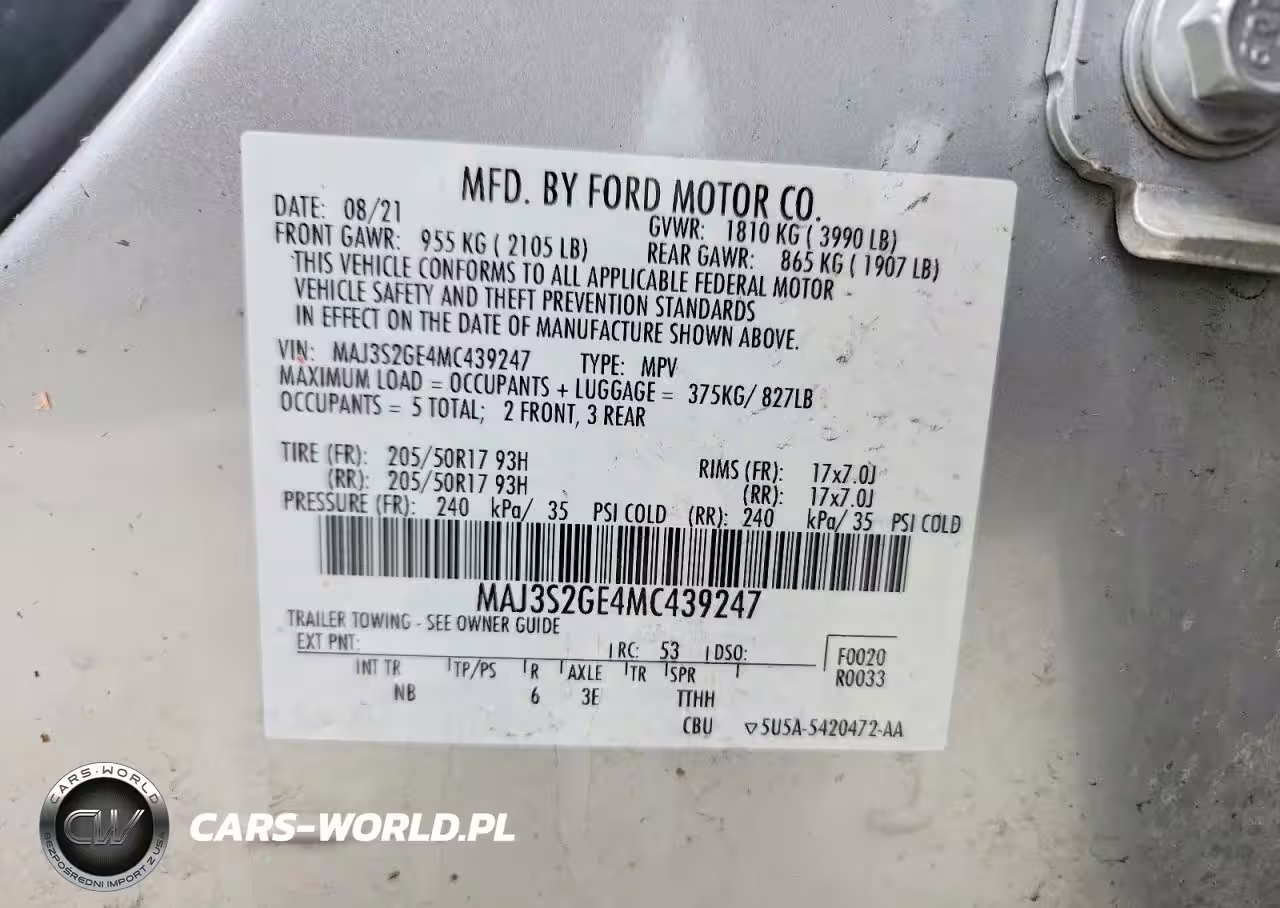 MFD. BY FORD MOTOR CO.
DATE: 08/21 GVWR: 1810 KG ( 3990 LB)
FRONT GAWR: 955 KG ( 2105 LB) REAR GAWR: 865 KG ( 1907 LB)
THIS VEHICLE CONFORMS TO ALL APPLICABLE FEDERAL MOTOR
VEHICLE SAFETY AND THEFT PREVENTION STANDARDS
IN EFFECT ON THE DATE OF MANUFACTURE SHOWN ABOVE.
VIN: MAJ3S2GE4MC439247 TYPE: MPV
MAXIMUM LOAD = OCCUPANTS + LUGGAGE = 375KG/ 827LB
OCCUPANTS = 5 TOTAL; 2 FRONT, 3 REAR
TIRE (FR): 205/50R17 93H RIMS (FR): 17x7.0J
(RR): 205/50R17 93H (RR): 17x7.0J
PRESSURE (FR): 240 kPa/ 35 PSI COLD (RR): 240 kPa/ 35 PSI COLD
MAJ3S2GE4MC439247
TRAILER TOWING - SEE OWNER GUIDE
EXT PNT: RC: 53 DSO:
INT TR TP/PS R AXLE TR SPR
NB 6 3E TTHH
F0020
R0033
CBU ▽5U5A-5420472-AA
CARS-WORLD
CW
BEZPOŚREDNI IMPORT Z USA
CARS-WORLD.PL